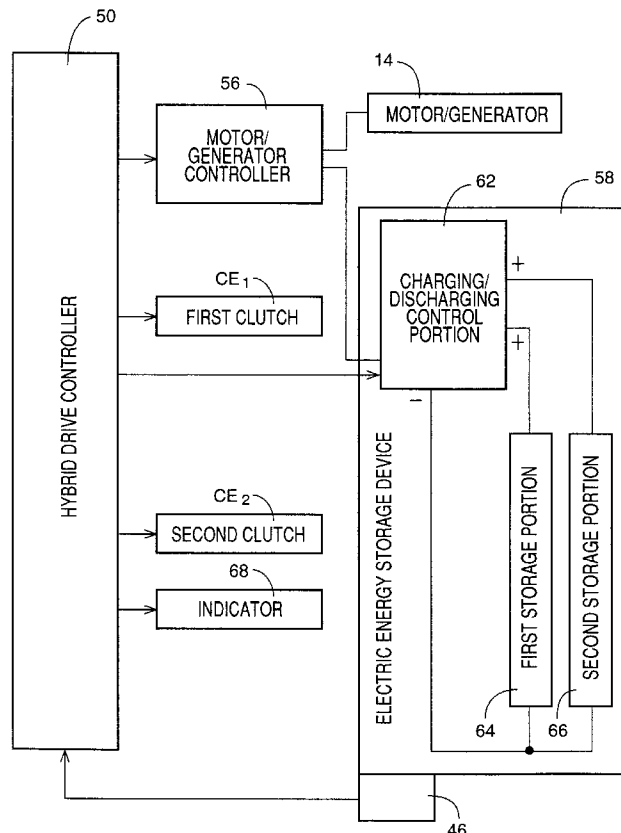 50
HYBRID DRIVE CONTROLLER
56
MOTOR/
GENERATOR
CONTROLLER
14
MOTOR/GENERATOR
58
62
CHARGING/
DISCHARGING
CONTROL
PORTION
+
+
−
CE1
FIRST CLUTCH
CE2
SECOND CLUTCH
68
INDICATOR
ELECTRIC ENERGY STORAGE DEVICE
FIRST STORAGE PORTION
64
SECOND STORAGE PORTION
66
46